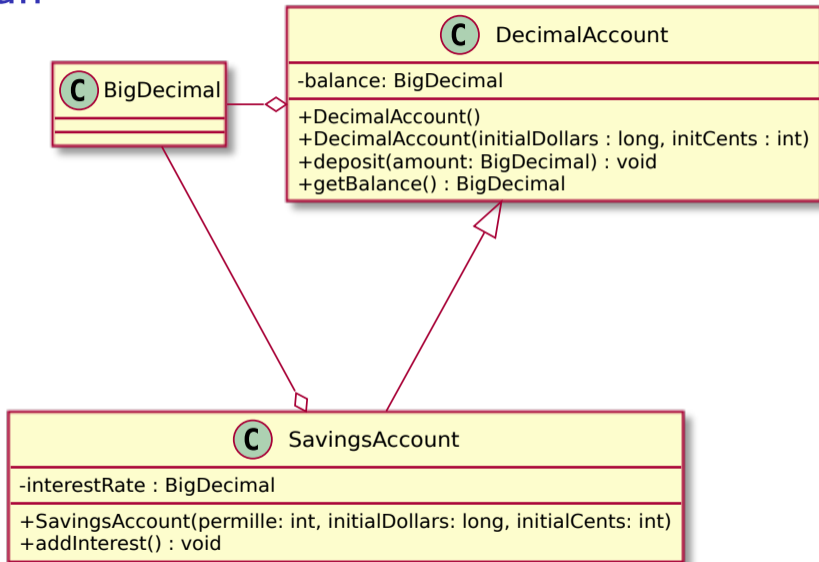 C DecimalAccount
-balance: BigDecimal
+DecimalAccount()
+DecimalAccount(initialDollars : long, initCents : int)
+deposit(amount: BigDecimal) : void
+getBalance() : BigDecimal
C BigDecimal
C SavingsAccount
-interestRate : BigDecimal
+SavingsAccount(permille: int, initialDollars: long, initialCents: int)
+addInterest() : void